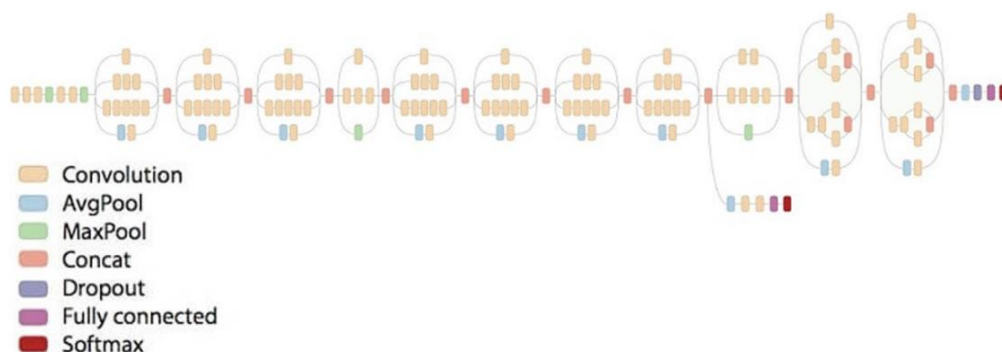 Convolution
AvgPool
MaxPool
Concat
Dropout
Fully connected
Softmax